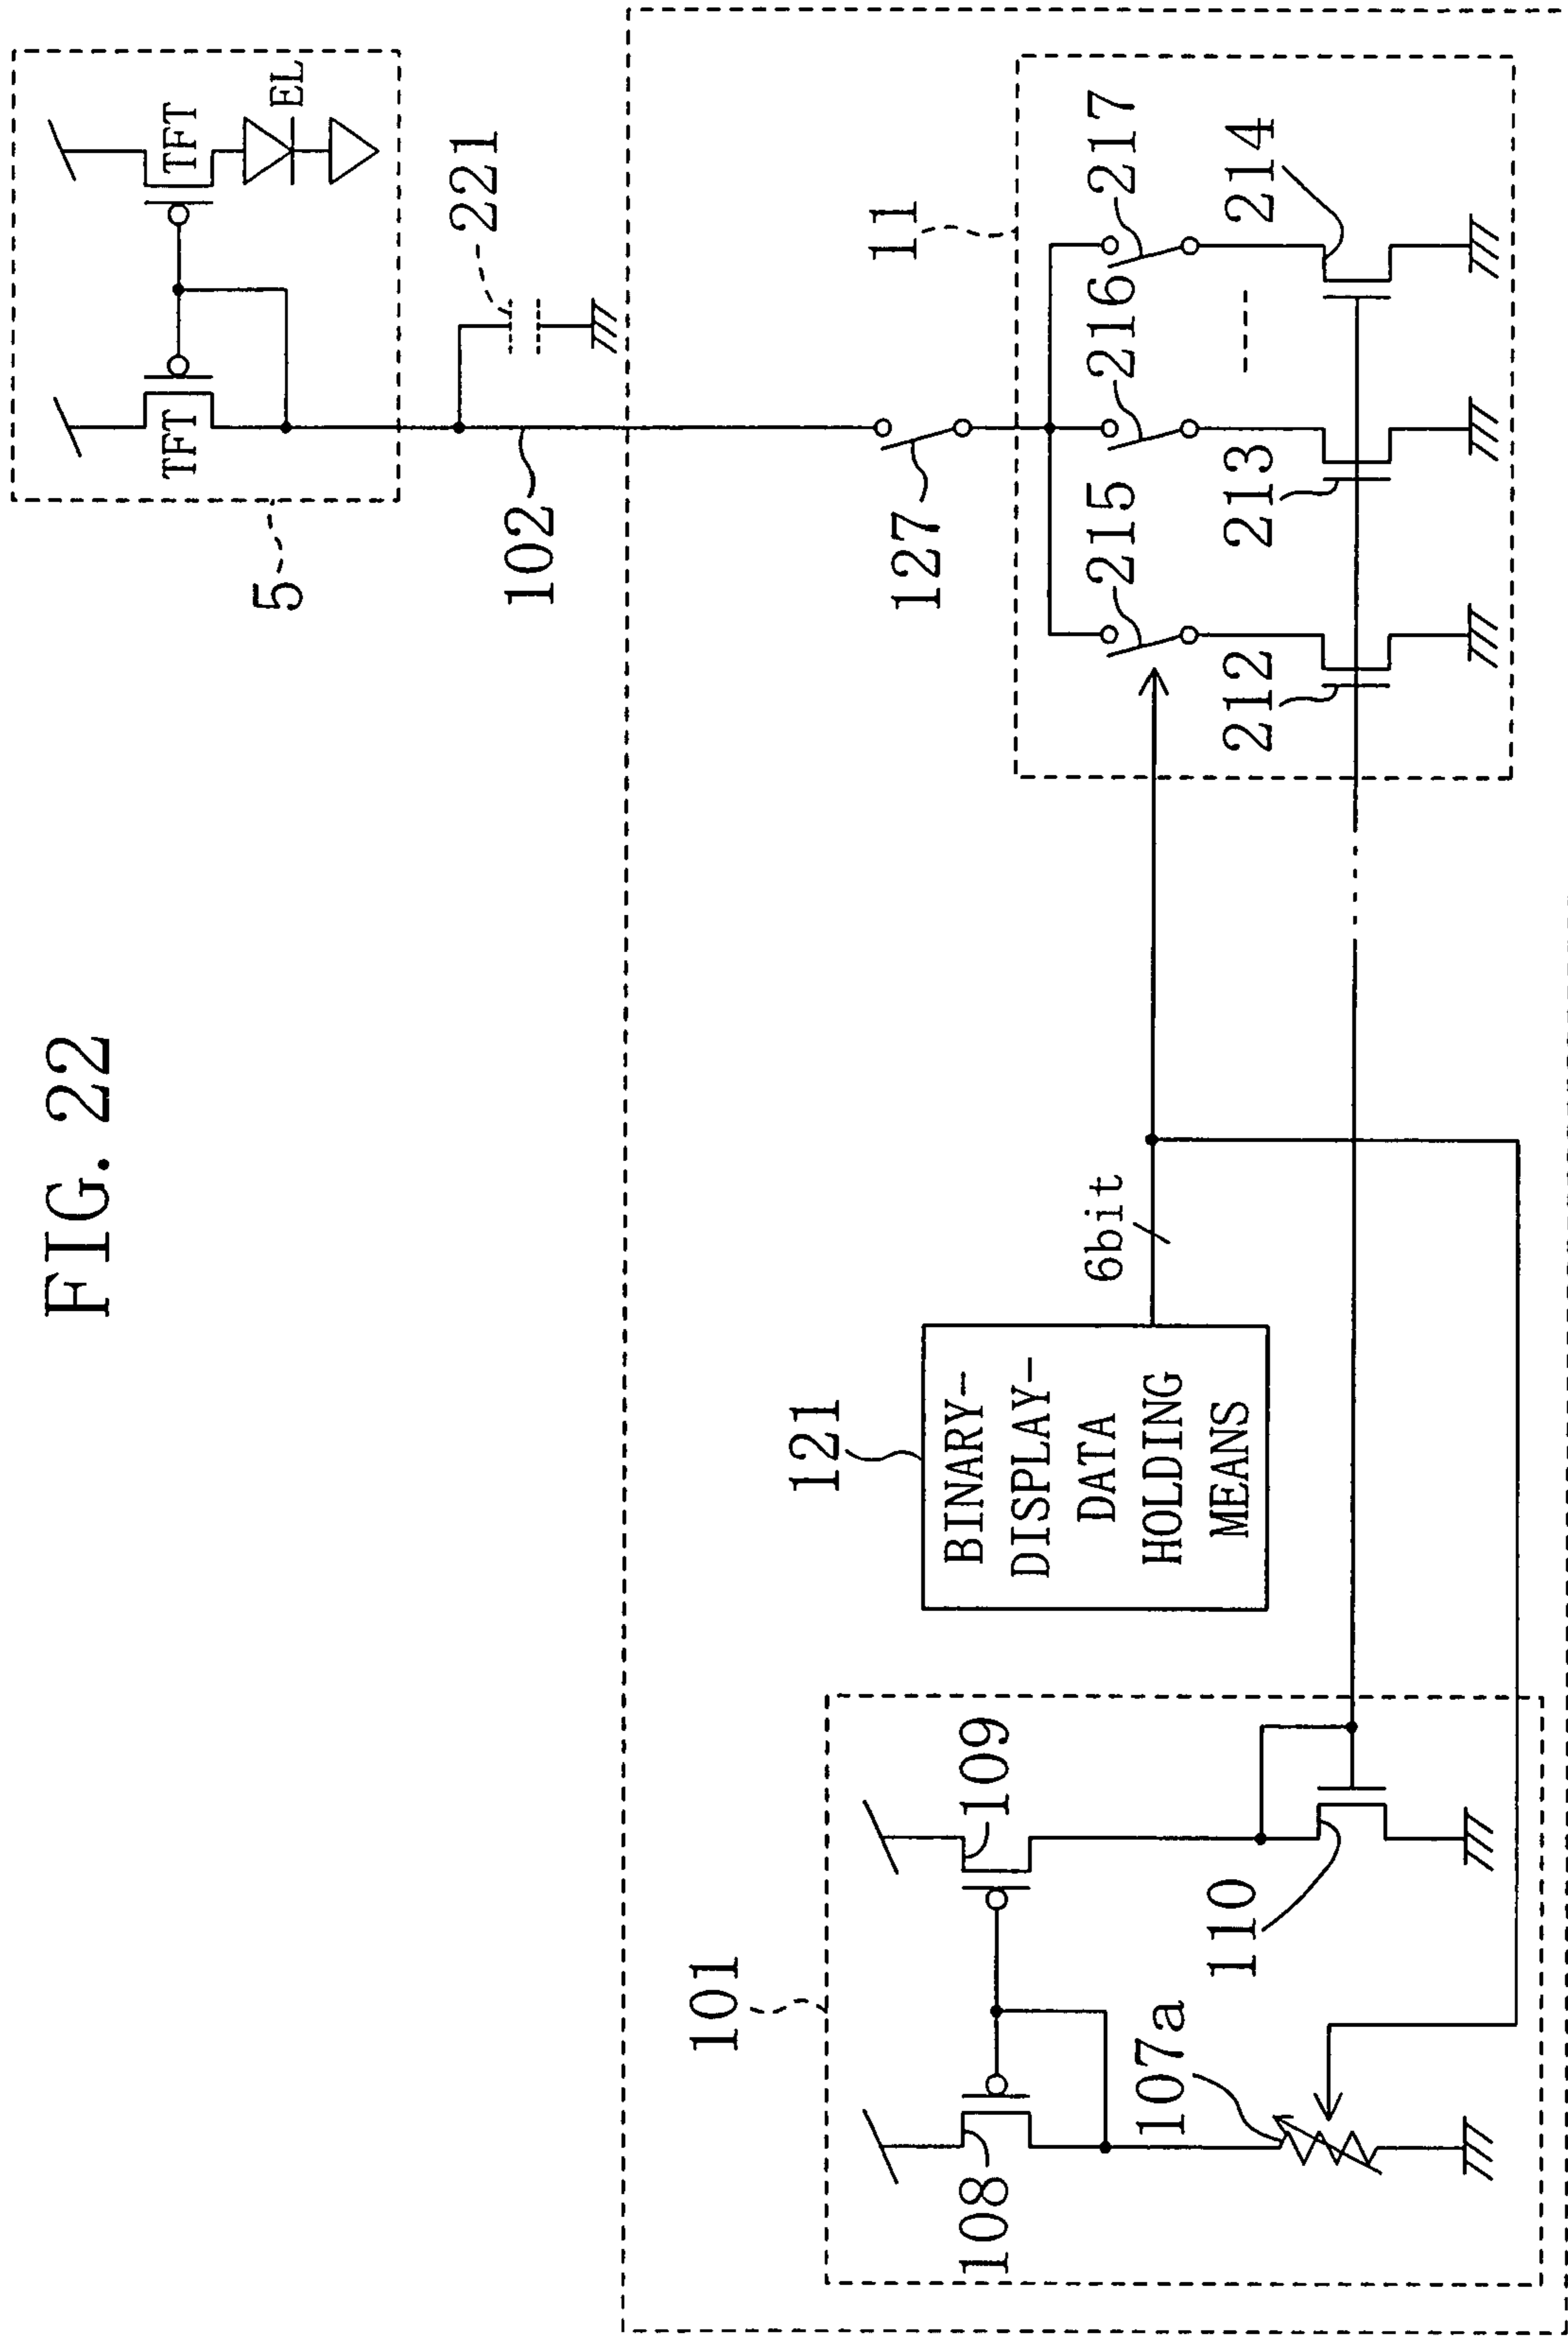 FIG. 22
5
TFT
TFT
EL
221
102
127
11
215
216
217
212
213
214
121
BINARY-
DISPLAY-
DATA
HOLDING
MEANS
6bit
101
108
109
107a
110